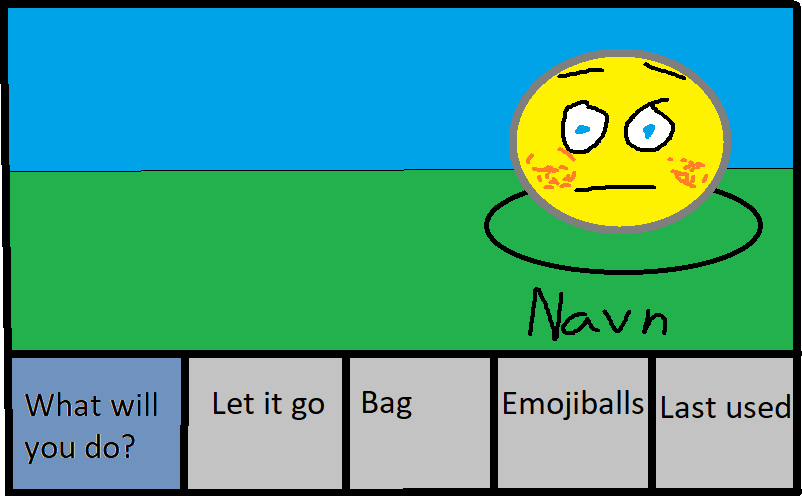 Navn
What will
you do?
Let it go
Bag
Emojiballs
Last used